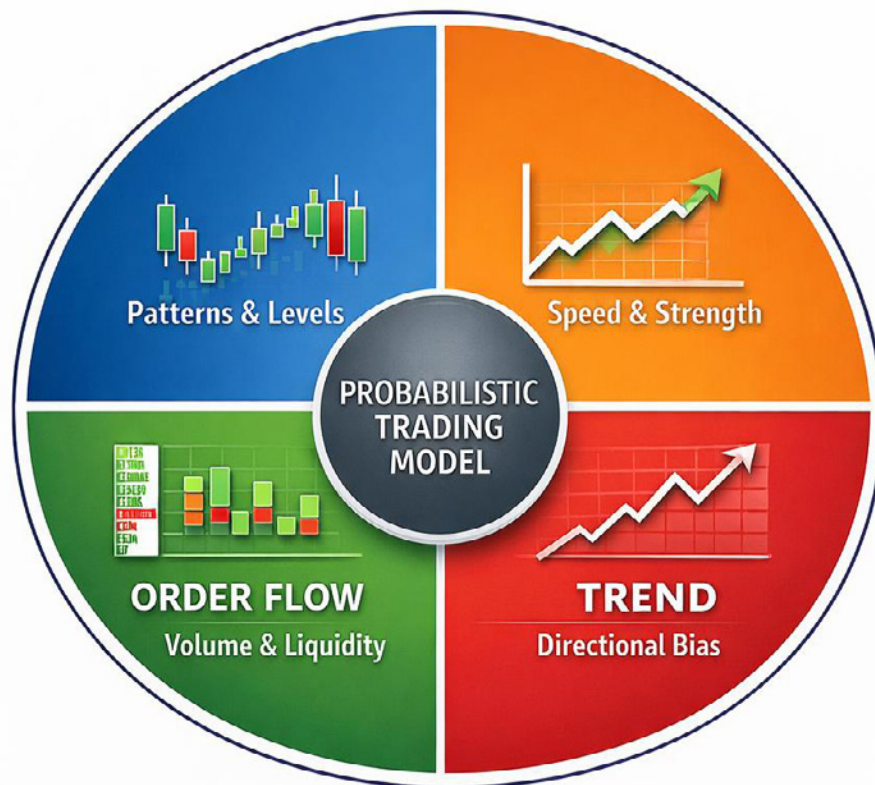 Patterns & Levels
Speed & Strength
PROBABILISTIC
TRADING
MODEL
ORDER FLOW
Volume & Liquidity
TREND
Directional Bias